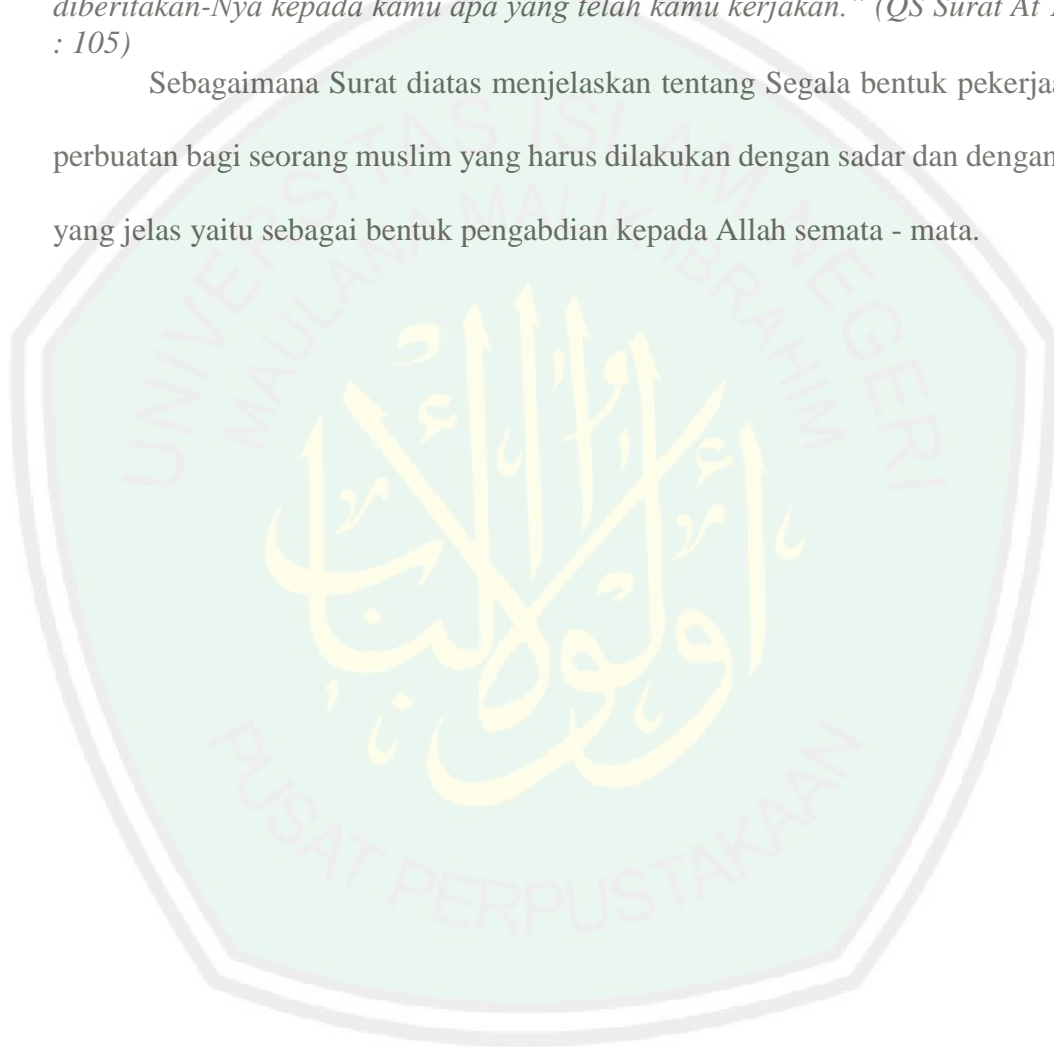 diberitakan-Nya kepada kamu apa yang telah kamu kerjakan.” (QS Surat At
: 105)
Sebagaimana Surat diatas menjelaskan tentang Segala bentuk
perbuatan bagi seorang muslim yang harus dilakukan dengan sadar dan dengan
yang jelas yaitu sebagai bentuk pengabdian kepada Allah semata - mata.
UNIVERSITAS ISLAM NEGERI
MAULANA MALIK IBRAHIM
أولوا الألباب
PUSAT PERPUSTAKAAN